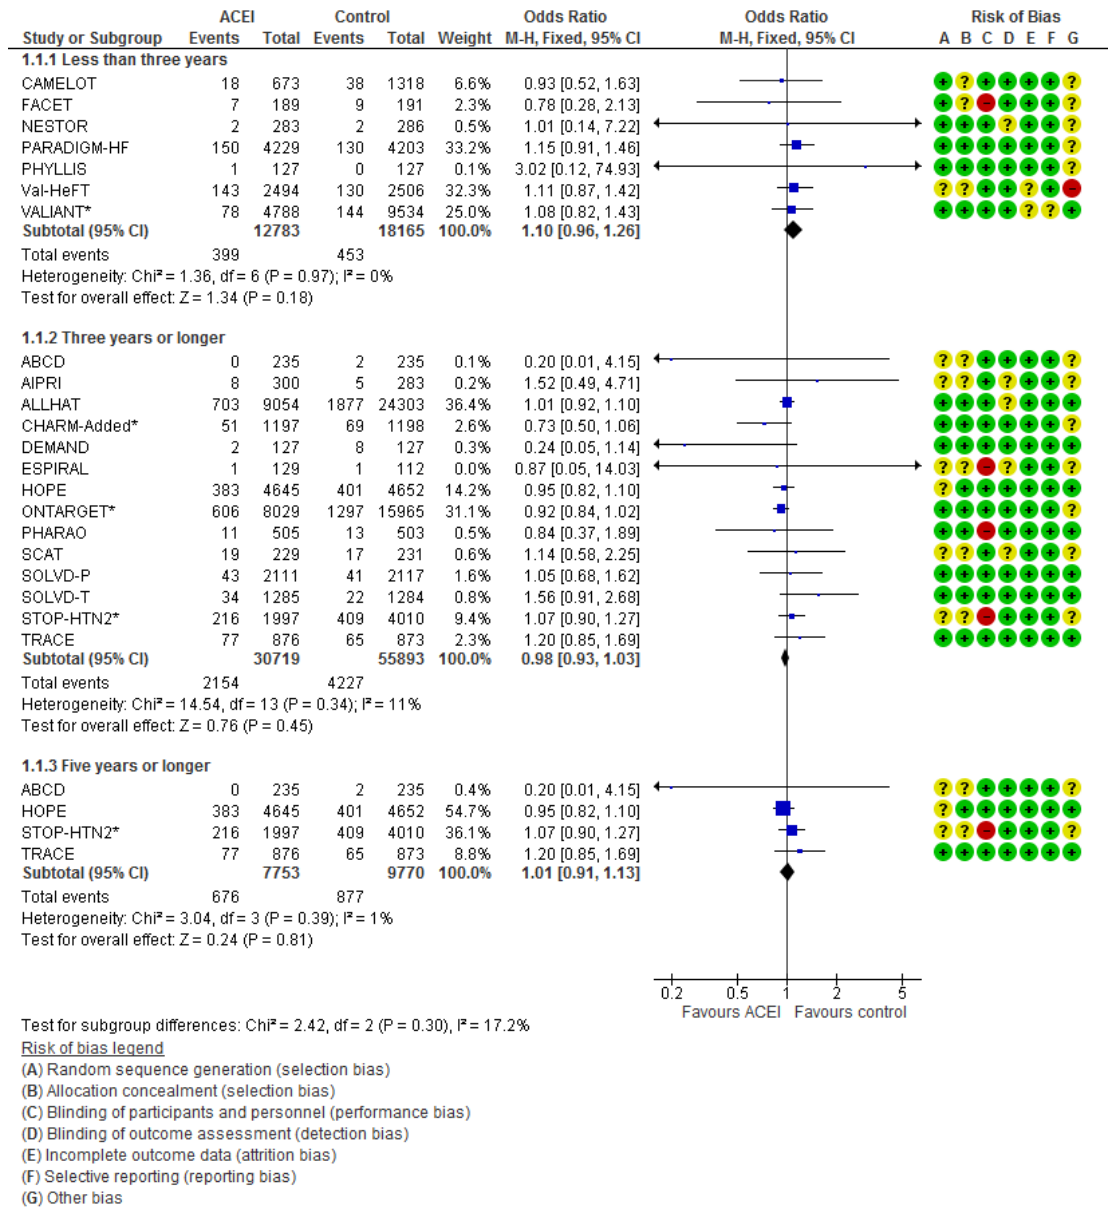 ACEI Control Odds Ratio Odds Ratio Risk of Bias
Study or Subgroup Events Total Events Total Weight M-H, Fixed, 95% CI M-H, Fixed, 95% CI A B C D E F G
1.1.1 Less than three years
CAMELOT 18 673 38 1318 6.6% 0.93 [0.52, 1.63] + ? + + + + ?
FACET 7 189 9 191 2.3% 0.78 [0.28, 2.13] + ? - + + + ?
NESTOR 2 283 2 286 0.5% 1.01 [0.14, 7.22] + + + ? + + ?
PARADIGM-HF 150 4229 130 4203 33.2% 1.15 [0.91, 1.46] + + + + + + ?
PHYLLIS 1 127 0 127 0.1% 3.02 [0.12, 74.93] + + + + + + ?
Val-HeFT 143 2494 130 2506 32.3% 1.11 [0.87, 1.42] ? ? + + ? + -
VALIANT* 78 4788 144 9534 25.0% 1.08 [0.82, 1.43] + + + + ? ? +
Subtotal (95% CI) 12783 18165 100.0% 1.10 [0.96, 1.26]
Total events 399 453
Heterogeneity: Chi² = 1.36, df = 6 (P = 0.97); I² = 0%
Test for overall effect: Z = 1.34 (P = 0.18)
1.1.2 Three years or longer
ABCD 0 235 2 235 0.1% 0.20 [0.01, 4.15] ? ? + + + + ?
AIPRI 8 300 5 283 0.2% 1.52 [0.49, 4.71] ? ? + ? + + ?
ALLHAT 703 9054 1877 24303 36.4% 1.01 [0.92, 1.10] + + + ? + + +
CHARM-Added* 51 1197 69 1198 2.6% 0.73 [0.50, 1.06] + + + + + + ?
DEMAND 2 127 8 127 0.3% 0.24 [0.05, 1.14] + + + + + + +
ESPIRAL 1 129 1 112 0.0% 0.87 [0.05, 14.03] ? ? - ? + + ?
HOPE 383 4645 401 4652 14.2% 0.95 [0.82, 1.10] ? + + + + + +
ONTARGET* 606 8029 1297 15965 31.1% 0.92 [0.84, 1.02] + + + + + + ?
PHARAO 11 505 13 503 0.5% 0.84 [0.37, 1.89] + + - + + + +
SCAT 19 229 17 231 0.6% 1.14 [0.58, 2.25] ? ? + ? + + ?
SOLVD-P 43 2111 41 2117 1.6% 1.05 [0.68, 1.62] + + + + + + +
SOLVD-T 34 1285 22 1284 0.8% 1.56 [0.91, 2.68] + + + + + + +
STOP-HTN2* 216 1997 409 4010 9.4% 1.07 [0.90, 1.27] ? ? - + + + ?
TRACE 77 876 65 873 2.3% 1.20 [0.85, 1.69] + + + + + + +
Subtotal (95% CI) 30719 55893 100.0% 0.98 [0.93, 1.03]
Total events 2154 4227
Heterogeneity: Chi² = 14.54, df = 13 (P = 0.34); I² = 11%
Test for overall effect: Z = 0.76 (P = 0.45)
1.1.3 Five years or longer
ABCD 0 235 2 235 0.4% 0.20 [0.01, 4.15] ? ? + + + + ?
HOPE 383 4645 401 4652 54.7% 0.95 [0.82, 1.10] ? + + + + + +
STOP-HTN2* 216 1997 409 4010 36.1% 1.07 [0.90, 1.27] ? ? - + + + ?
TRACE 77 876 65 873 8.8% 1.20 [0.85, 1.69] + + + + + + +
Subtotal (95% CI) 7753 9770 100.0% 1.01 [0.91, 1.13]
Total events 676 877
Heterogeneity: Chi² = 3.04, df = 3 (P = 0.39); I² = 1%
Test for overall effect: Z = 0.24 (P = 0.81)
0.2 0.5 1 2 5
Favours ACEI Favours control
Test for subgroup differences: Chi² = 2.42, df = 2 (P = 0.30), I² = 17.2%
Risk of bias legend
(A) Random sequence generation (selection bias)
(B) Allocation concealment (selection bias)
(C) Blinding of participants and personnel (performance bias)
(D) Blinding of outcome assessment (detection bias)
(E) Incomplete outcome data (attrition bias)
(F) Selective reporting (reporting bias)
(G) Other bias